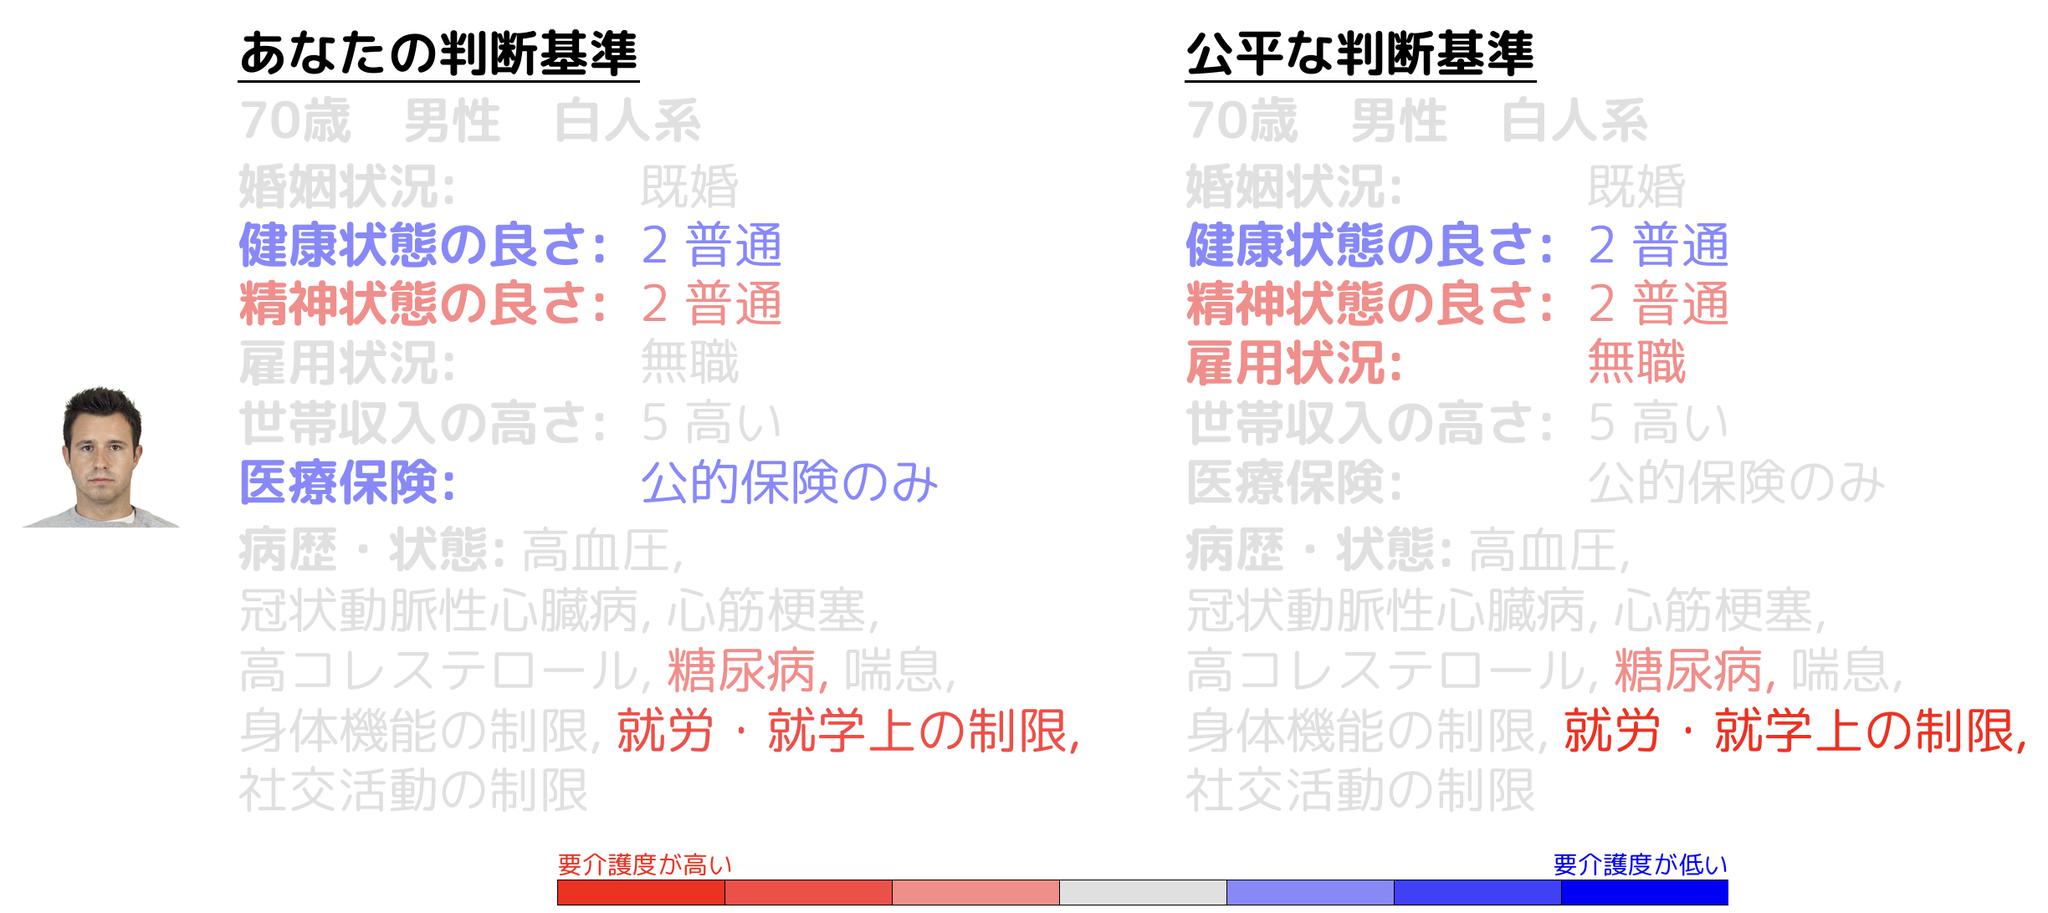 あなたの判断基準
70歳　男性　白人系
婚姻状況: 既婚
健康状態の良さ: 2 普通
精神状態の良さ: 2 普通
雇用状況: 無職
世帯収入の高さ: 5 高い
医療保険: 公的保険のみ
病歴・状態: 高血圧,
冠状動脈性心臓病, 心筋梗塞,
高コレステロール, 糖尿病, 喘息,
身体機能の制限, 就労・就学上の制限,
社交活動の制限
公平な判断基準
70歳　男性　白人系
婚姻状況: 既婚
健康状態の良さ: 2 普通
精神状態の良さ: 2 普通
雇用状況: 無職
世帯収入の高さ: 5 高い
医療保険: 公的保険のみ
病歴・状態: 高血圧,
冠状動脈性心臓病, 心筋梗塞,
高コレステロール, 糖尿病, 喘息,
身体機能の制限, 就労・就学上の制限,
社交活動の制限
要介護度が高い
要介護度が低い